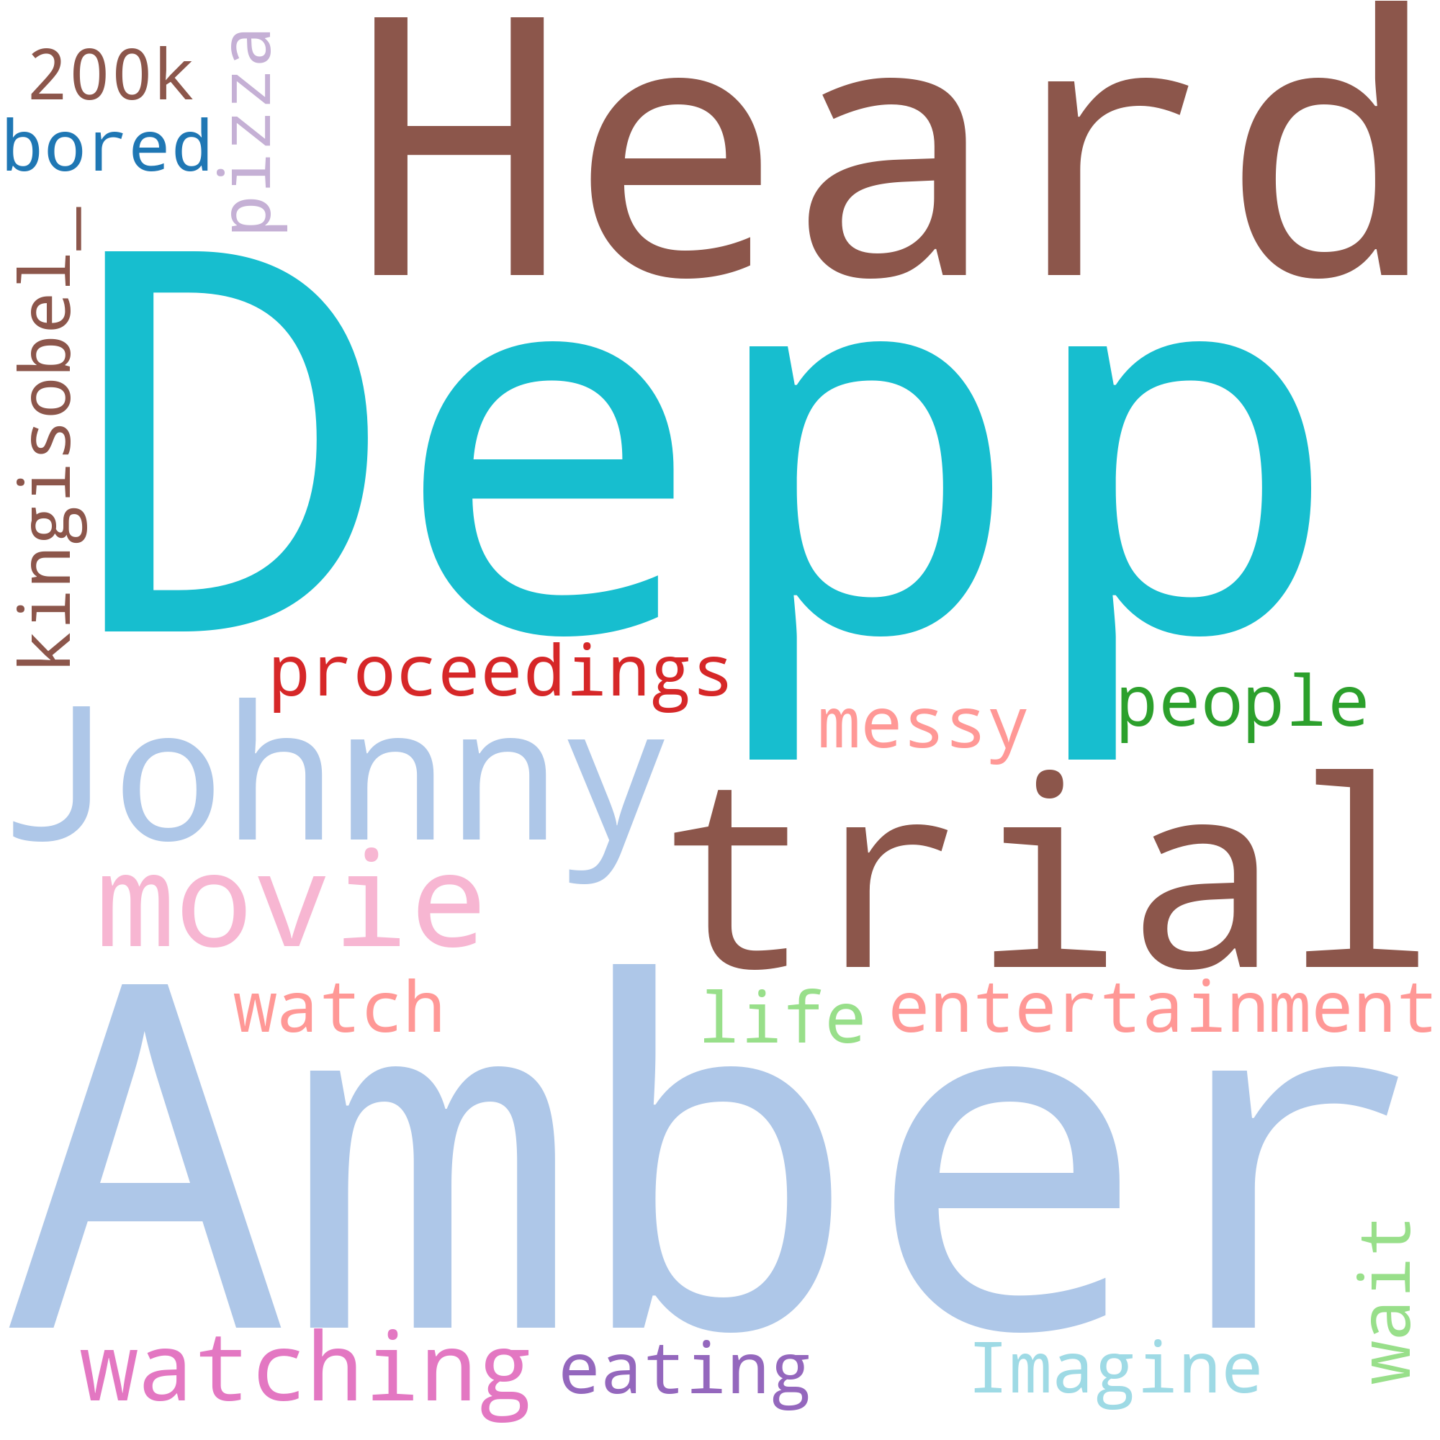 200k
bored
pizza
Heard
kingisobel_
Depp
proceedings
people
messy
Johnny
trial
movie
watch
life
entertainment
Amber
wait
watching
eating
Imagine